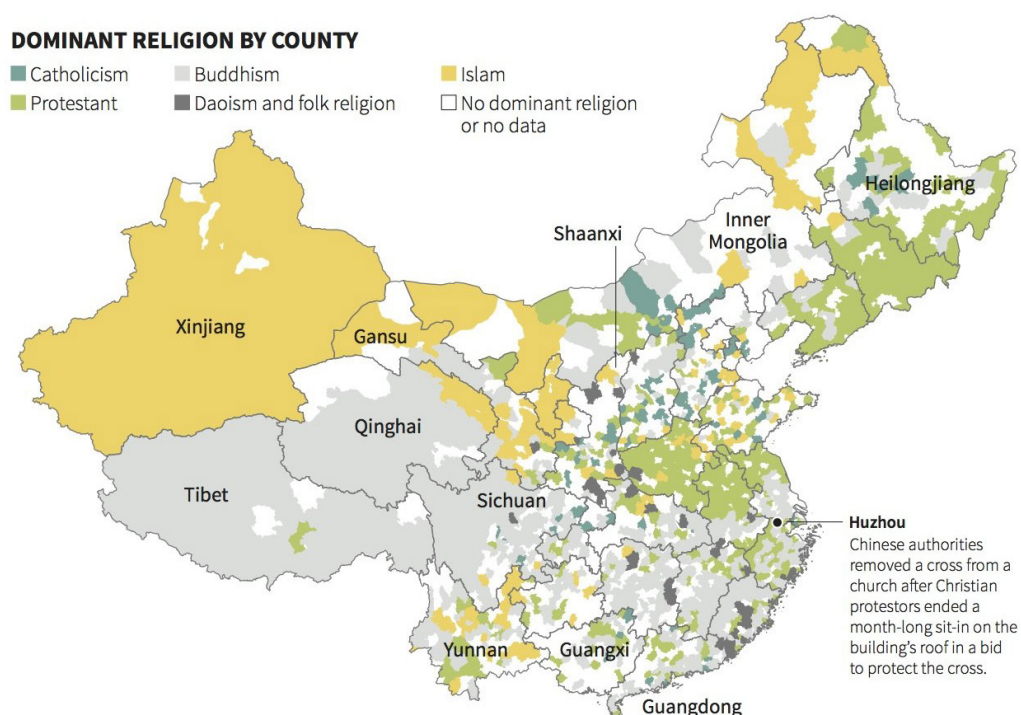 DOMINANT RELIGION BY COUNTY
Catholicism
Buddhism
Islam
Protestant
Daoism and folk religion
No dominant religion
or no data
Heilongjiang
Inner
Mongolia
Shaanxi
Xinjiang
Gansu
Qinghai
Tibet
Sichuan
Huzhou
Chinese authorities
removed a cross from a
church after Christian
protestors ended a
month-long sit-in on the
building's roof in a bid
to protect the cross.
Yunnan
Guangxi
Guangdong